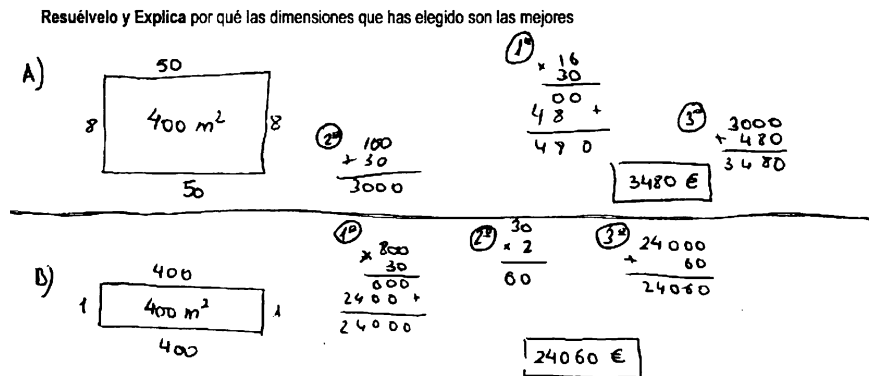 Resuélvelo y Explica por qué las dimensiones que has elegido son las mejores
A)
50
8 400 m² 8
50
1º
× 16
30
00
48 +
480
2º
100
+ 30
3000
3º
3000
+ 480
3480
3480 €
B)
400
1 400 m² 1
400
1º
× 800
30
000
2400 +
24000
2º
30
× 2
60
3º
24000
+ 60
24060
24060 €